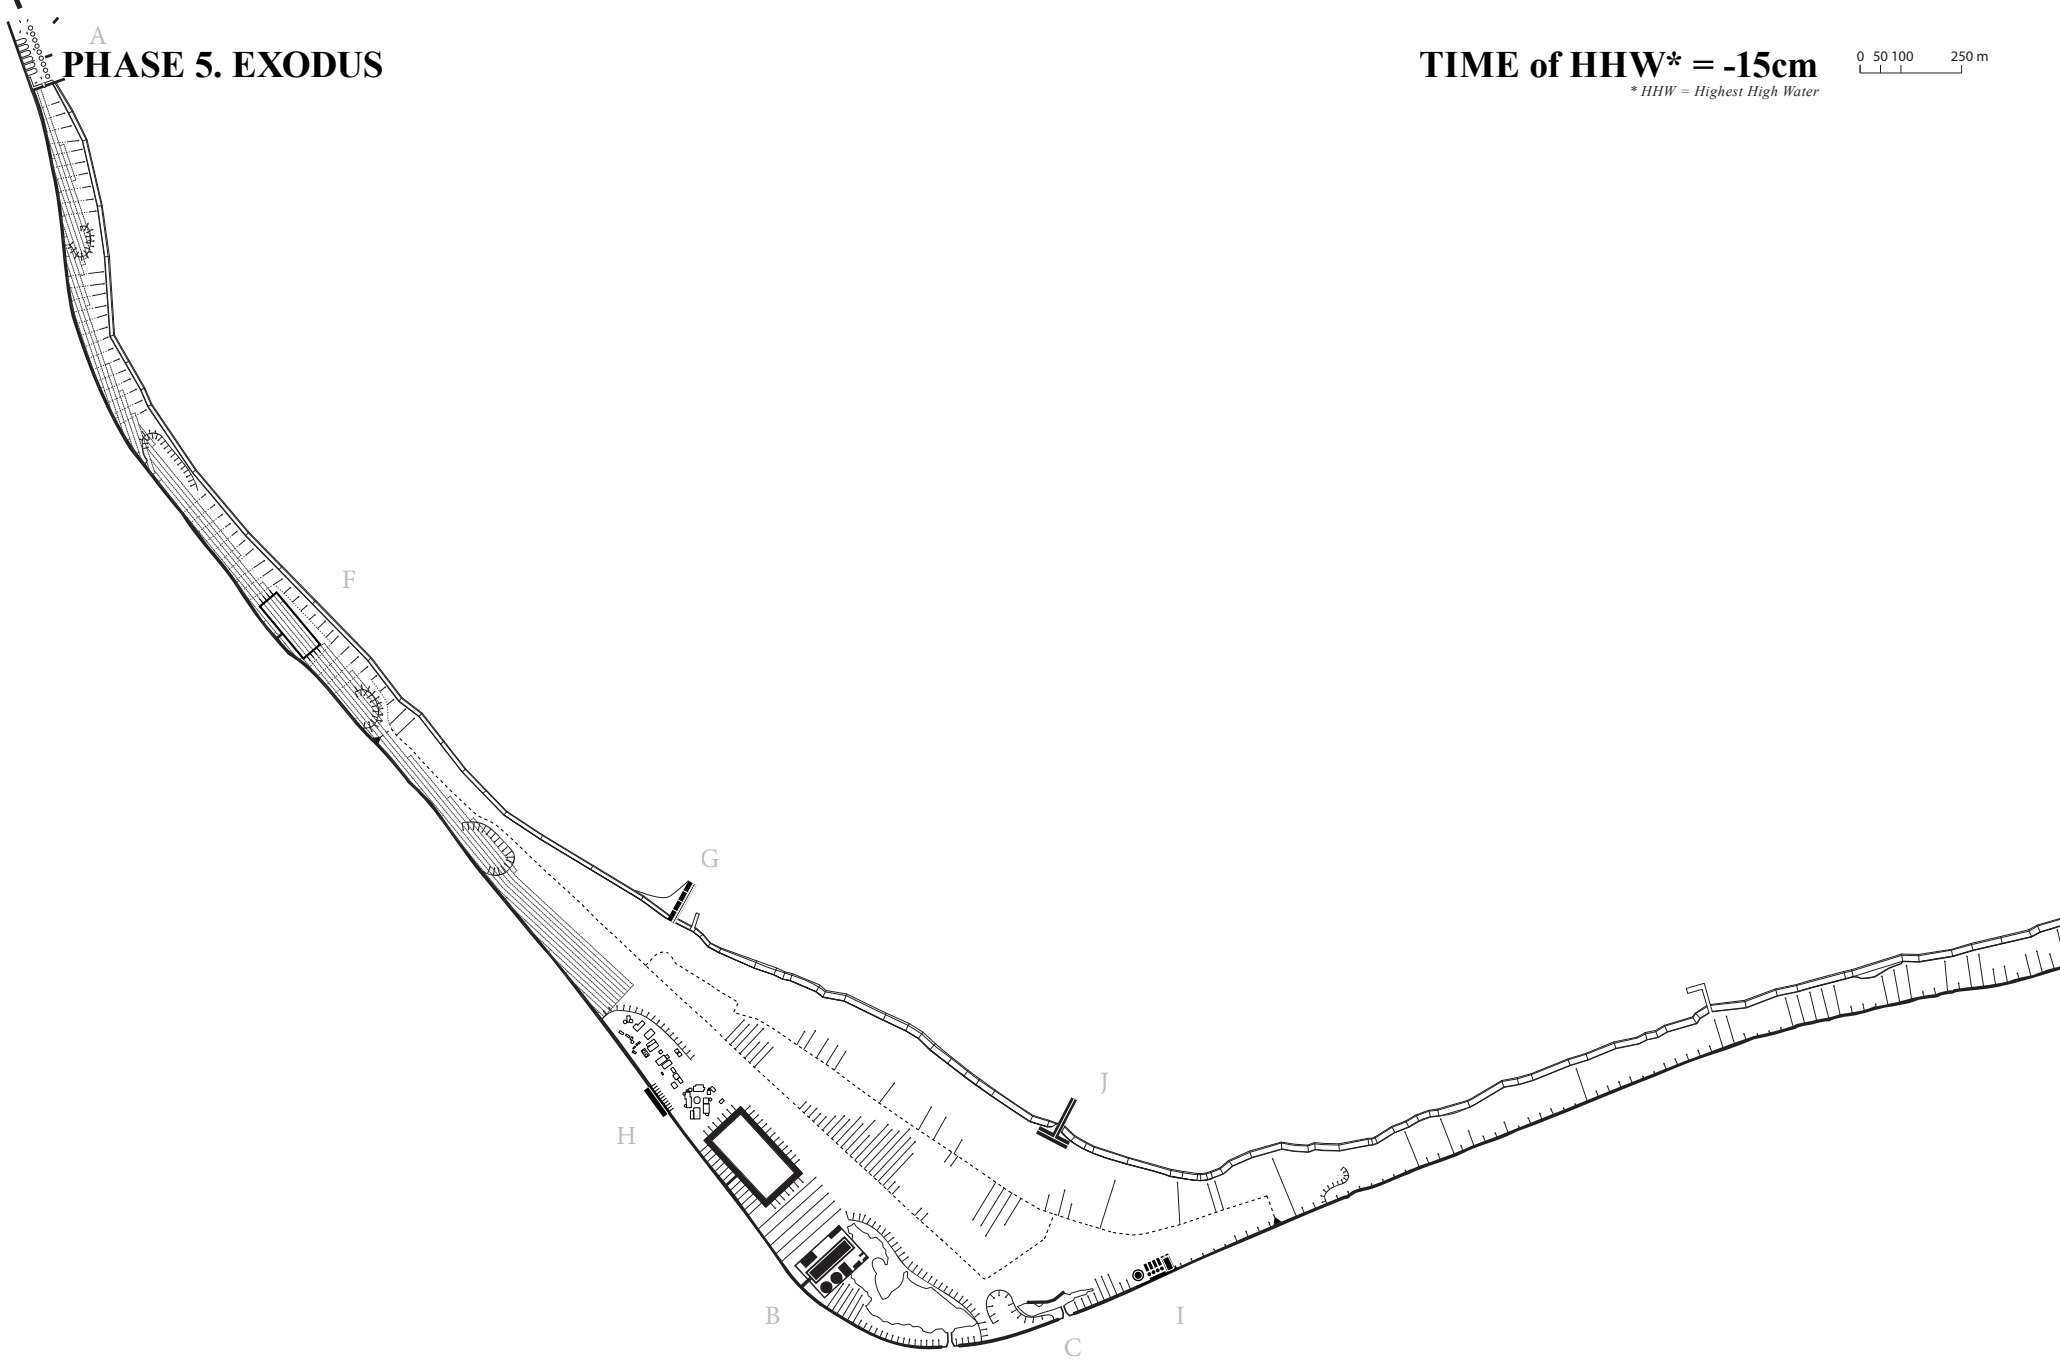 A
PHASE 5. EXODUS
TIME of HHW* = -15cm
* HHW = Highest High Water
0 50 100 250 m
F
G
J
H
B
I
C